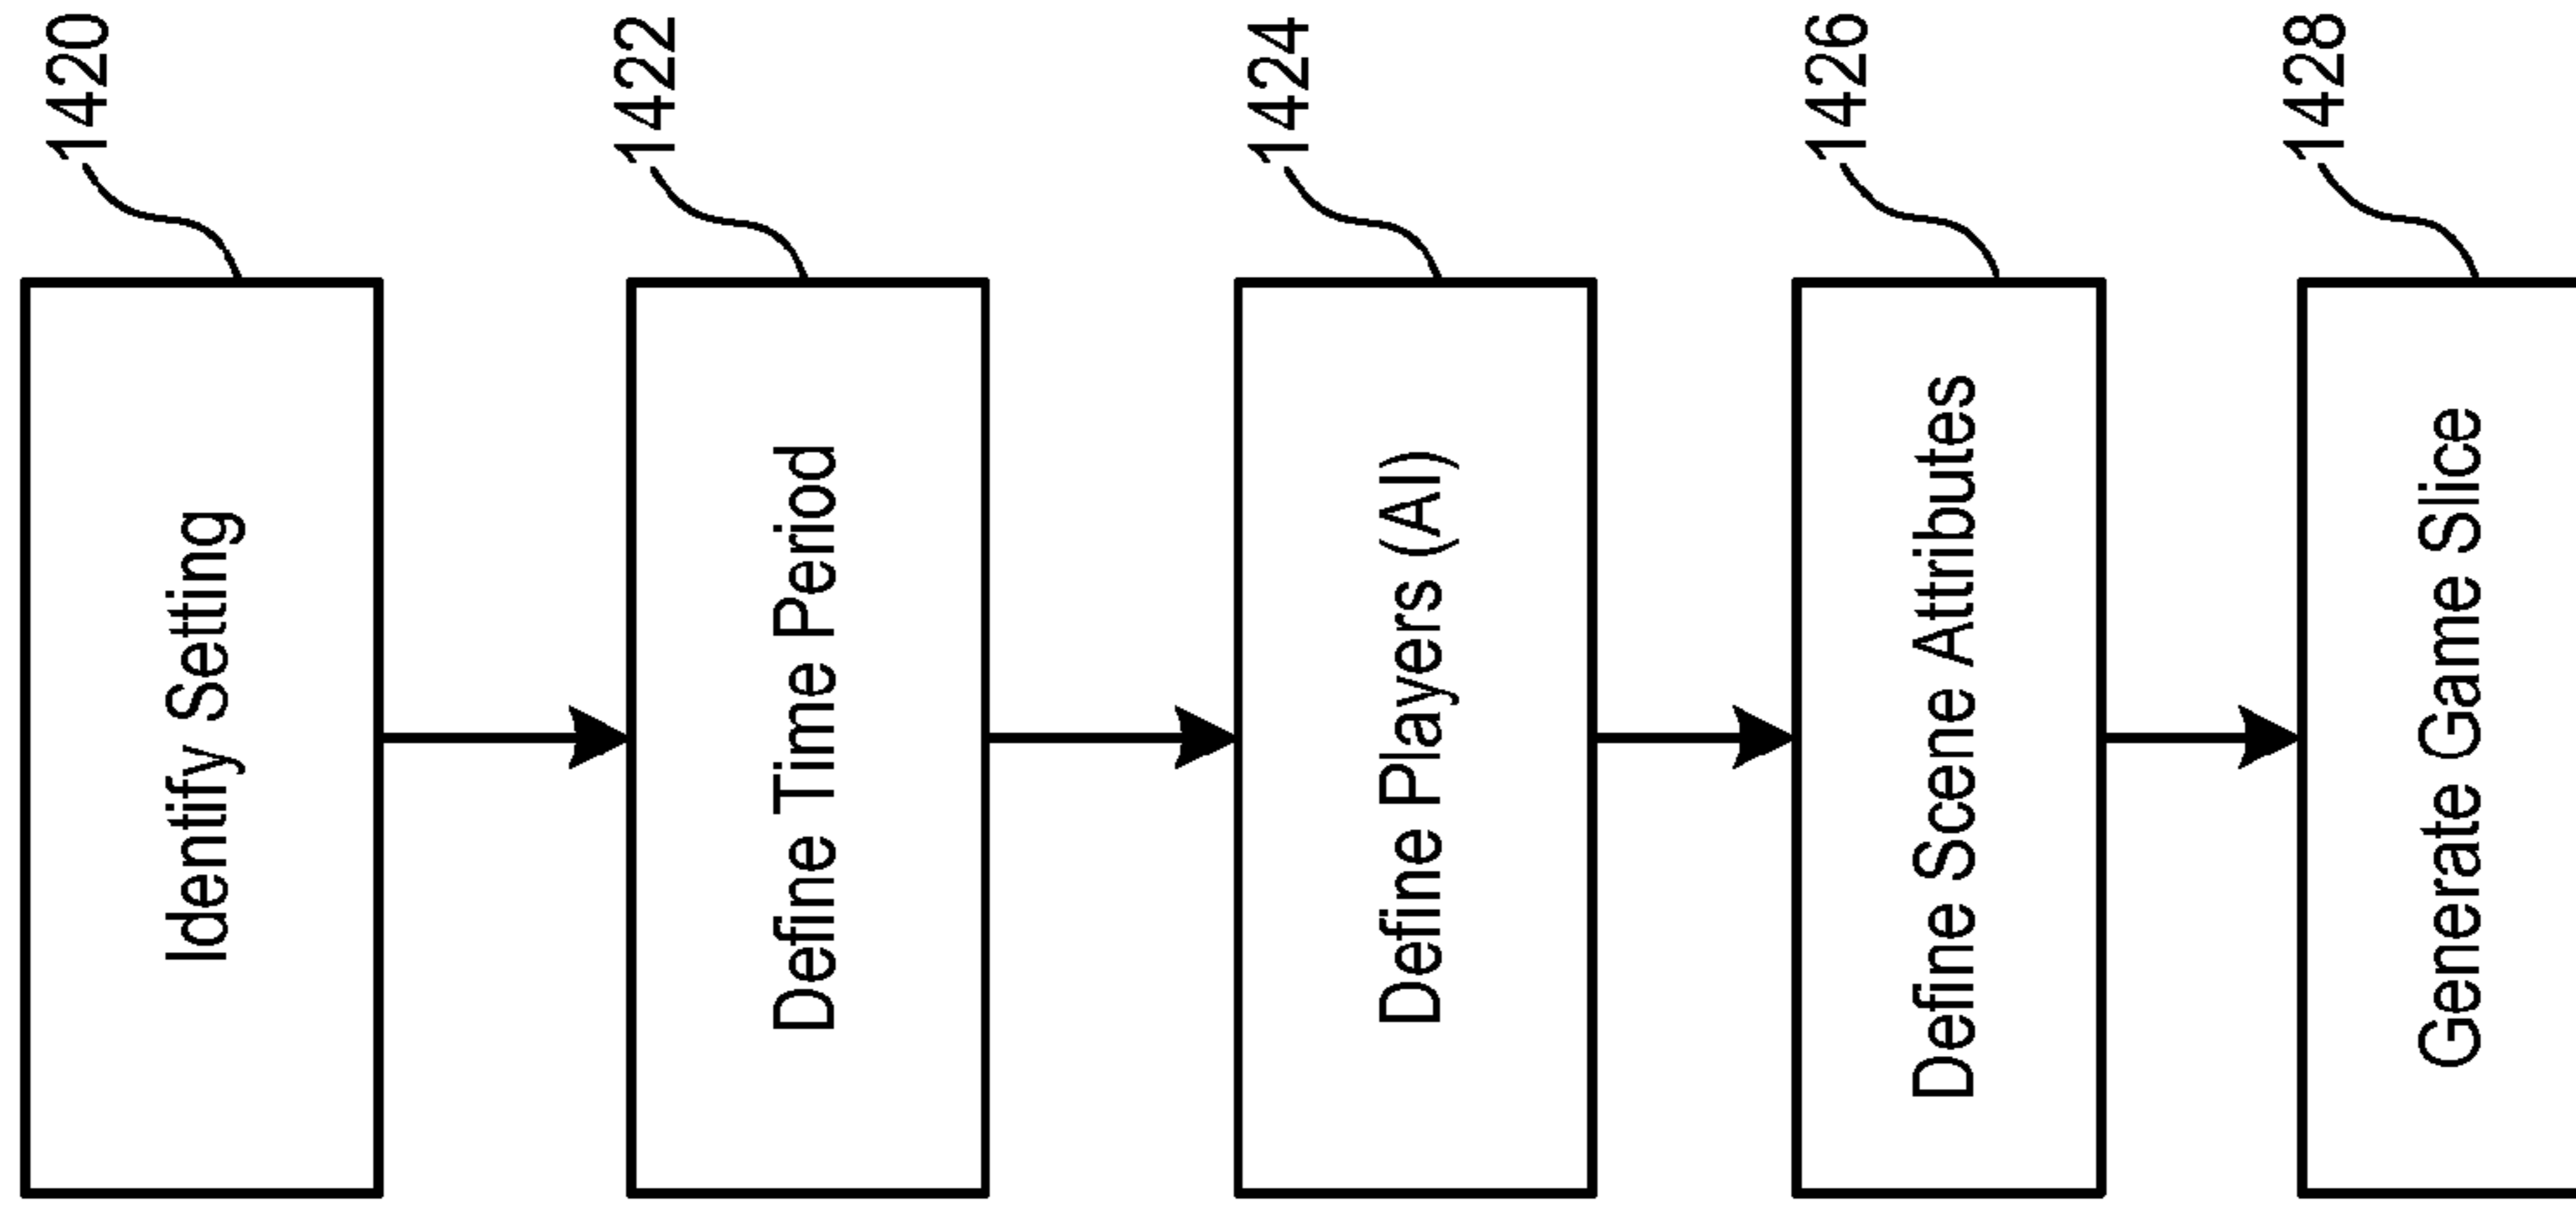 Identify Setting
1420
Define Time Period
1422
Define Players (AI)
1424
Define Scene Attributes
1426
Generate Game Slice
1428